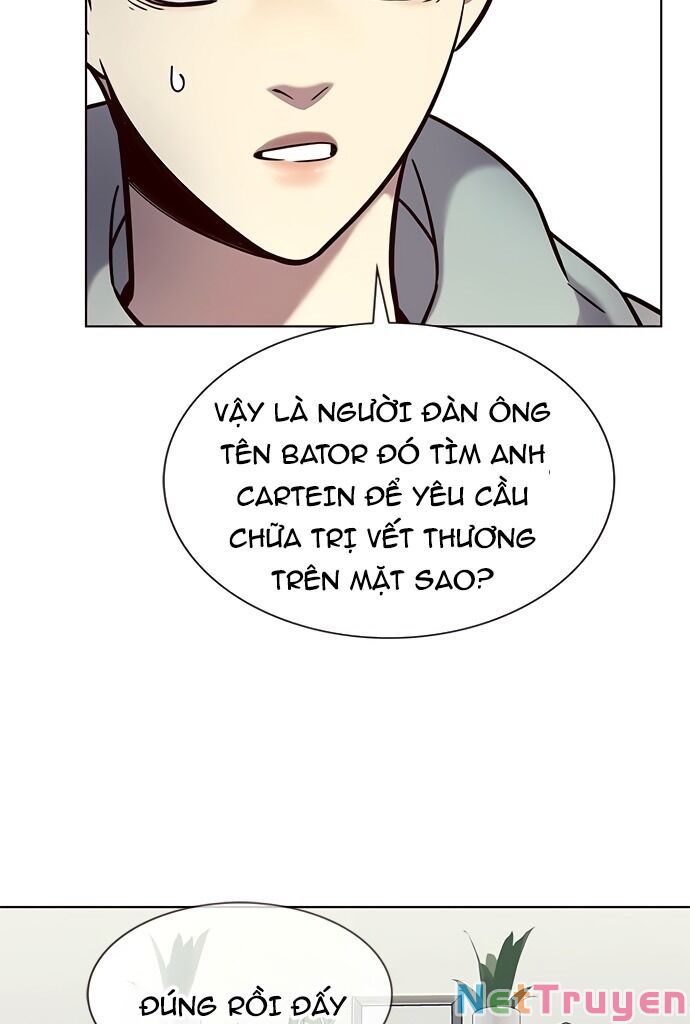 VẬY LÀ NGƯỜI ĐÀN ÔNG
TÊN BATOR ĐÓ TÌM ANH
CARTEIN ĐỂ YÊU CẦU
CHỮA TRỊ VẾT THƯƠNG
TRÊN MẶT SAO?
ĐÚNG RỒI ĐẤY
NetTruyen